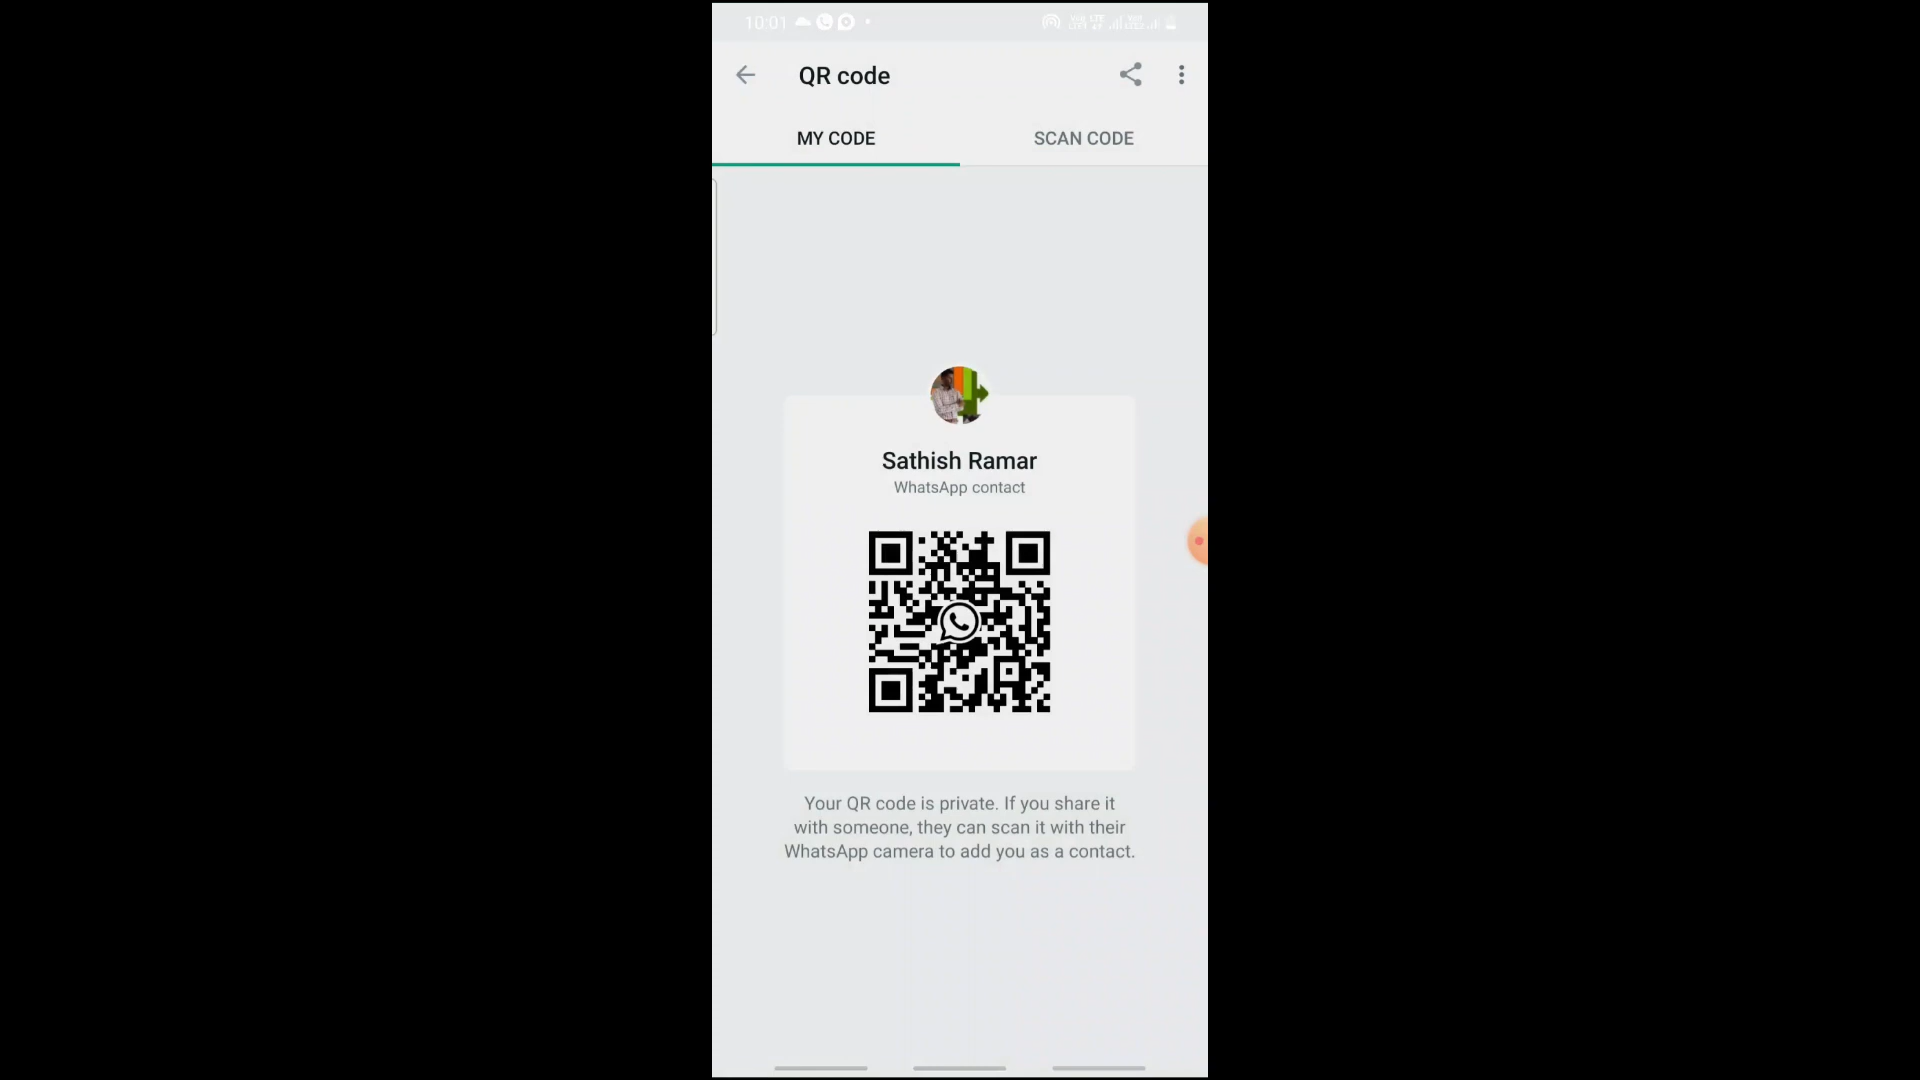 10:01
QR code
MY CODE
SCAN CODE
Sathish Ramar
WhatsApp contact
Your QR code is private. If you share it
with someone, they can scan it with their
WhatsApp camera to add you as a contact.